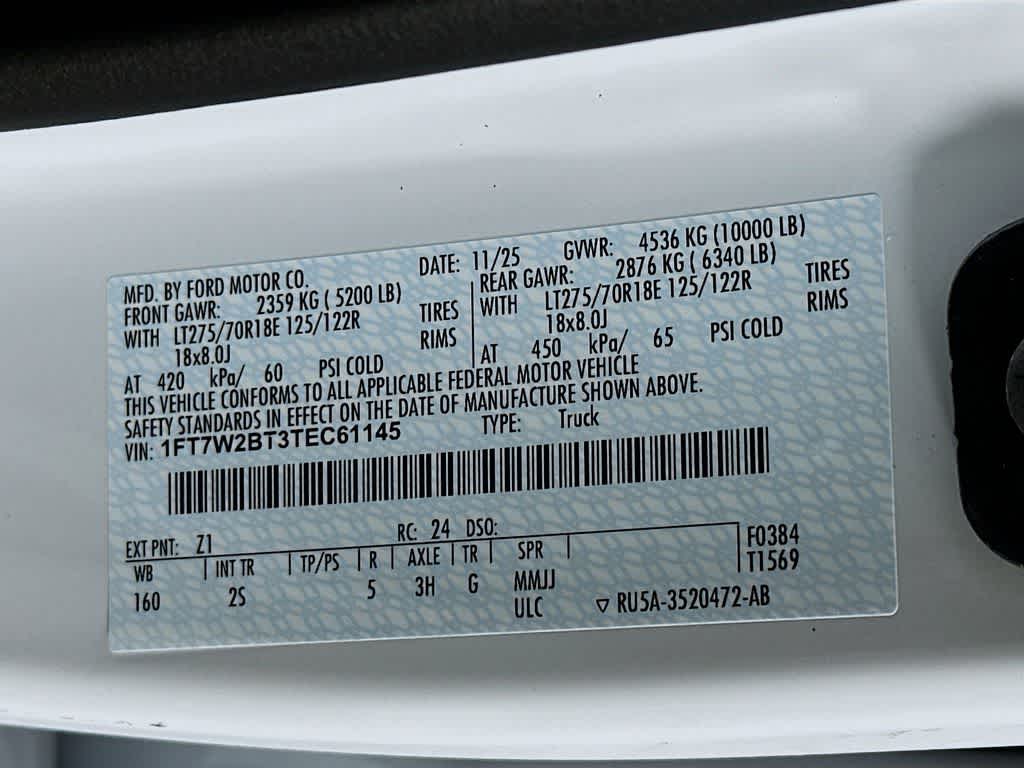 MFD. BY FORD MOTOR CO. DATE: 11/25 GVWR: 4536 KG (10000 LB)
FRONT GAWR: 2359 KG ( 5200 LB) REAR GAWR: 2876 KG ( 6340 LB)
WITH LT275/70R18E 125/122R TIRES WITH LT275/70R18E 125/122R TIRES
18x8.0J RIMS 18x8.0J RIMS
AT 420 kPa/ 60 PSI COLD AT 450 kPa/ 65 PSI COLD
THIS VEHICLE CONFORMS TO ALL APPLICABLE FEDERAL MOTOR VEHICLE
SAFETY STANDARDS IN EFFECT ON THE DATE OF MANUFACTURE SHOWN ABOVE.
VIN: 1FT7W2BT3TEC61145 TYPE: Truck
EXT PNT: Z1 RC: 24 DSO: F0384
WB INT TR TP/PS R AXLE TR SPR T1569
160 2S 5 3H G MMJJ
ULC ▽ RU5A-3520472-AB